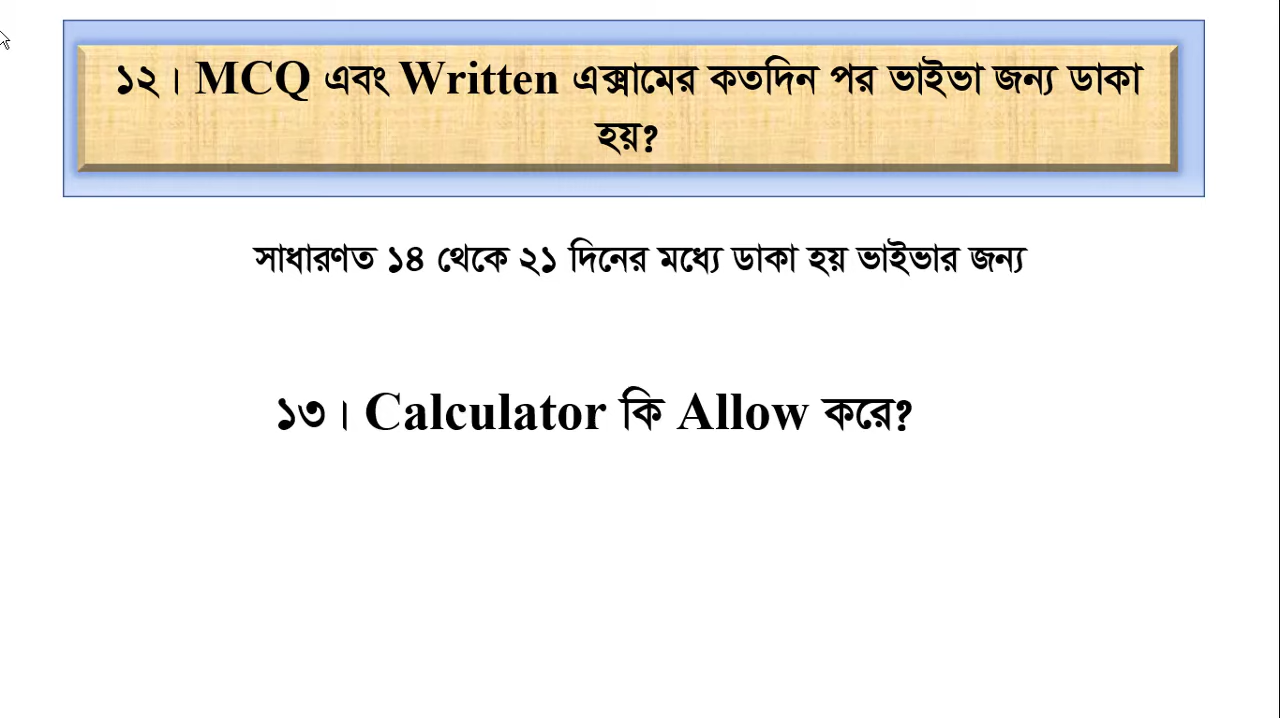 ১২। MCQ এবং Written এক্সামের কতদিন পর ভাইভা জন্য ডাকা
হয়?
সাধারণত ১৪ থেকে ২১ দিনের মধ্যে ডাকা হয় ভাইভার জন্য
১৩। Calculator কি Allow করে?